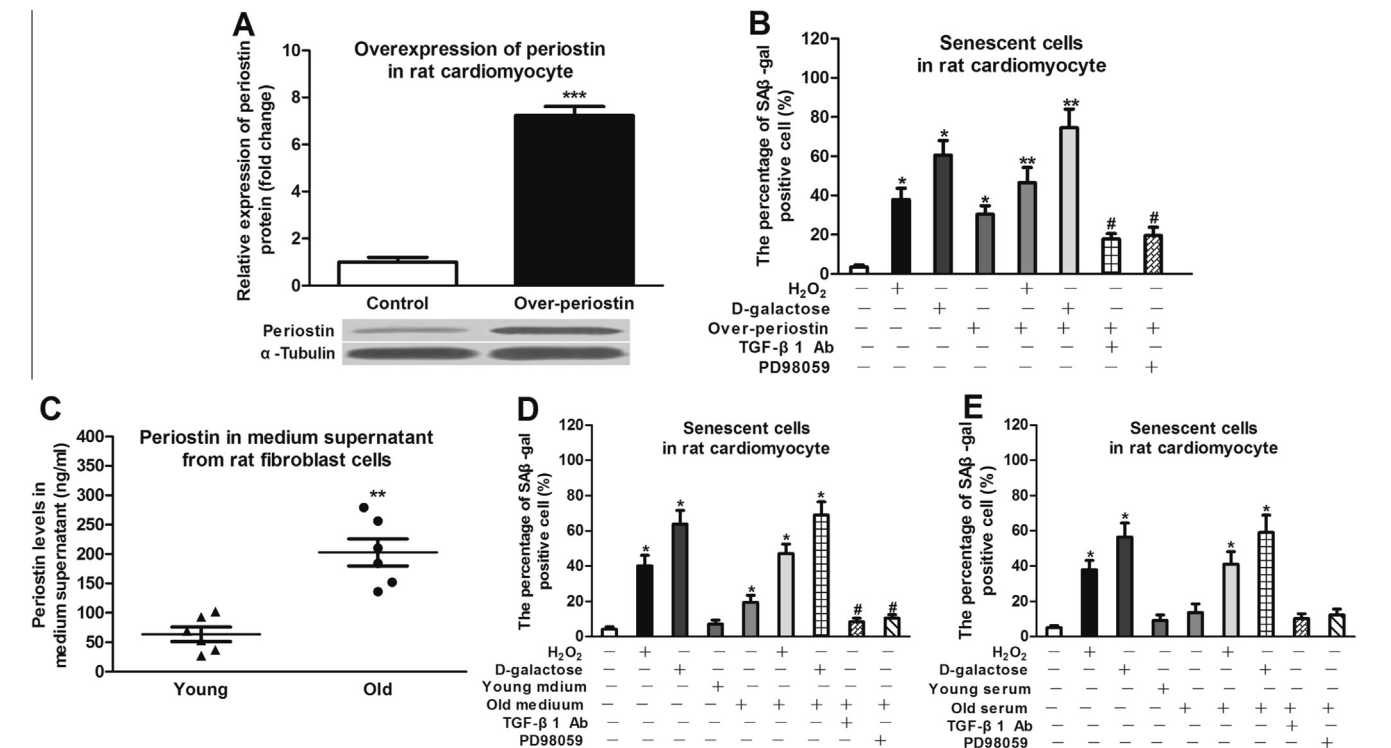 A
Overexpression of periostin
in rat cardiomyocyte
Relative expression of periostin
protein (fold change)
10
8
6
4
2
0
***
Control Over-periostin
Periostin
α -Tubulin
B
Senescent cells
in rat cardiomyocyte
The percentage of SAβ -gal
positive cell (%)
120
100
80
60
40
20
0
* * * ** ** # #
H2O2 — + — — + — — —
D-galactose — — + — — + — —
Over-periostin — — — + + + + +
TGF-β 1 Ab — — — — — — + —
PD98059 — — — — — — — +
C
Periostin in medium supernatant
from rat fibroblast cells
Periostin levels in
medium supernatant (ng/ml)
400
350
300
250
200
150
100
50
0
**
Young Old
D
Senescent cells
in rat cardiomyocyte
The percentage of SAβ -gal
positive cell (%)
120
100
80
60
40
20
0
* * * * * # #
H2O2 — + — — — + — — —
D-galactose — — + — — — + — —
Young mdium — — — + — — — — —
Old mediuum — — — — + + + + +
TGF-β 1 Ab — — — — — — — + —
PD98059 — — — — — — — — +
E
Senescent cells
in rat cardiomyocyte
The percentage of SAβ -gal
positive cell (%)
120
100
80
60
40
20
0
* * * *
H2O2 — + — — — + — — —
D-galactose — — + — — — + — —
Young serum — — — + — — — — —
Old serum — — — — + + + + +
TGF-β 1 Ab — — — — — — — + —
PD98059 — — — — — — — — +